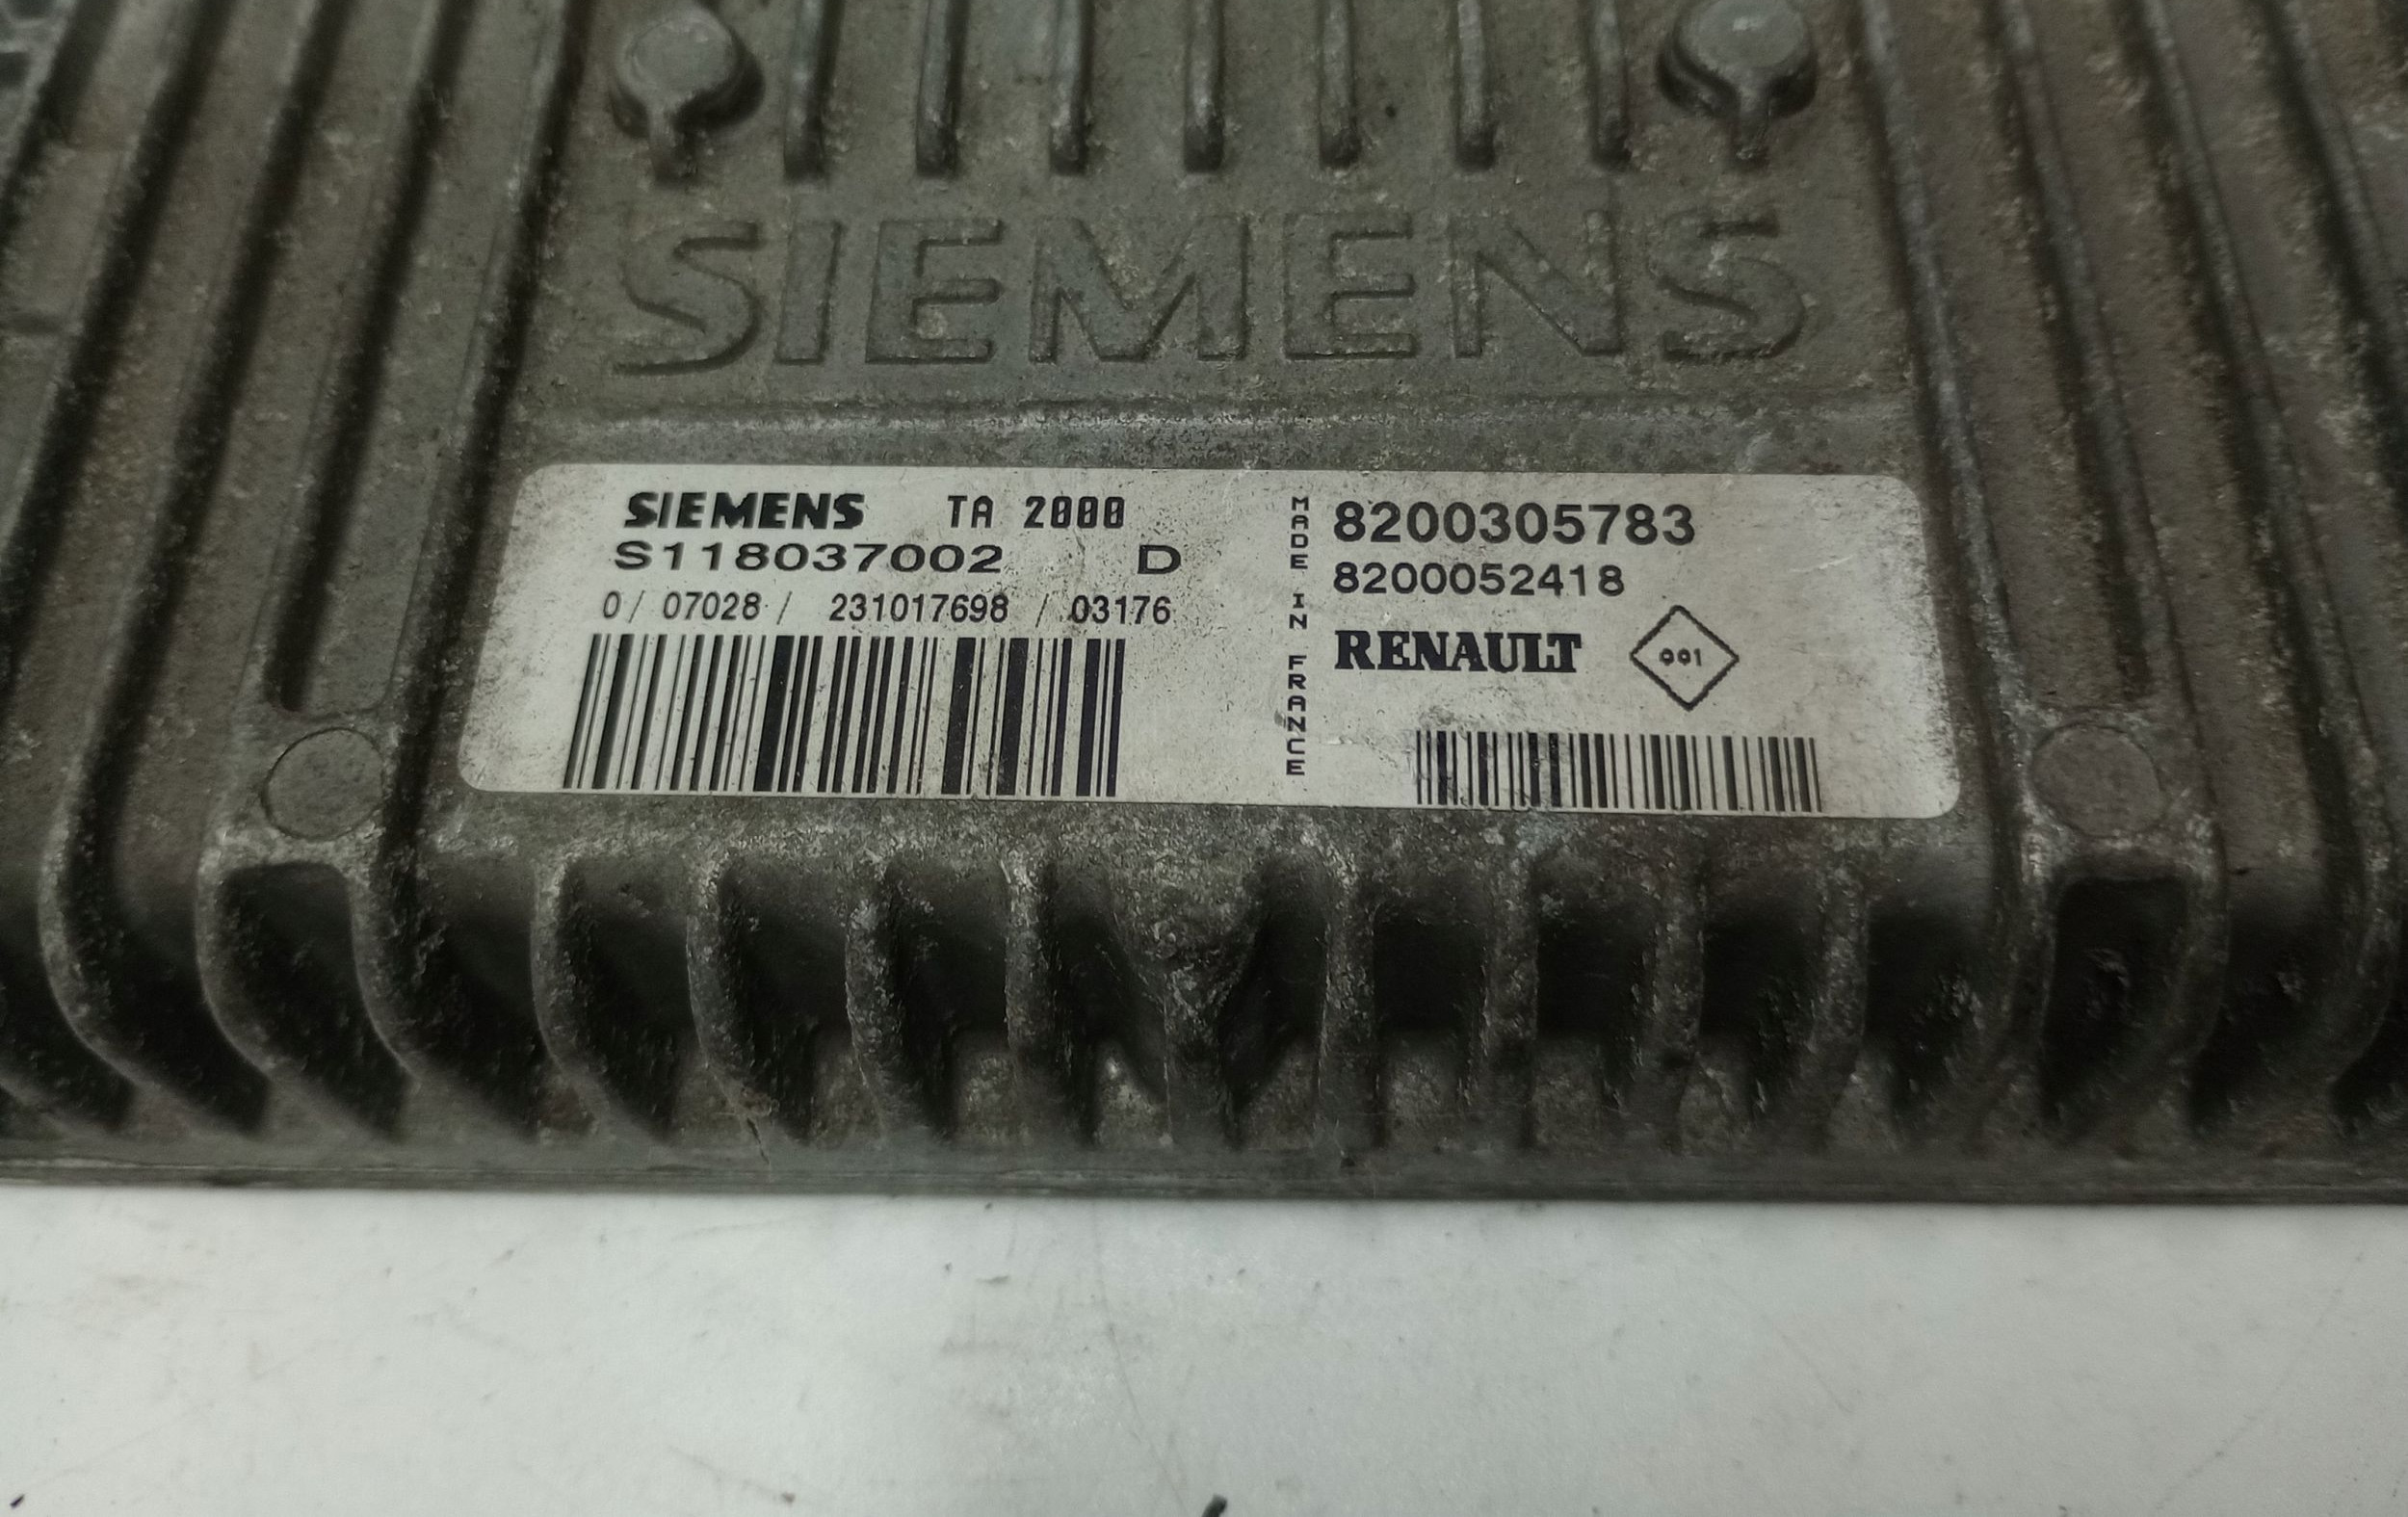 SIEMENS
SIEMENS TA 2000
S118037002 D
0/ 07028 / 231017698 / 03176
MADE IN FRANCE
8200305783
8200052418
RENAULT 001